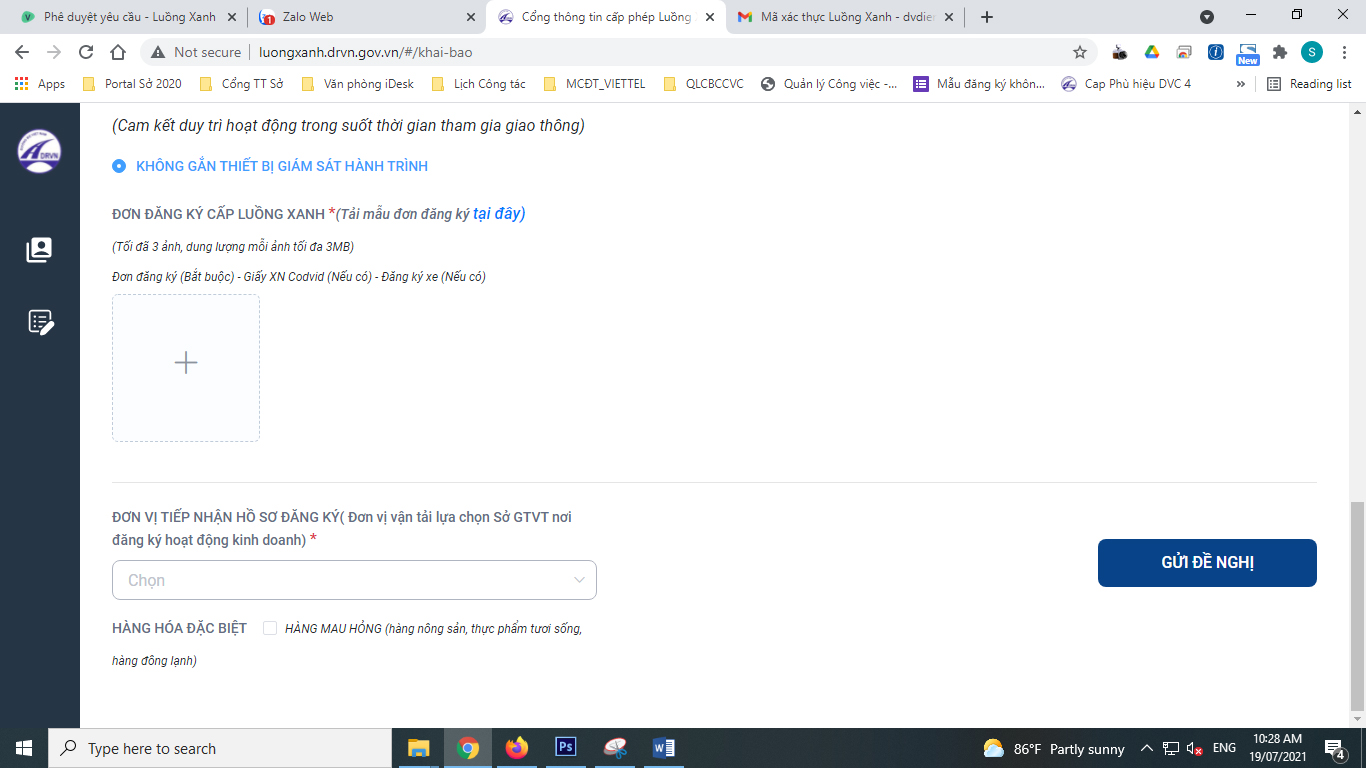 Phê duyệt yêu cầu - Luồng Xanh
Zalo Web
Cổng thông tin cấp phép Luồng
Mã xác thực Luồng Xanh - dvdien
Not secure
luongxanh.drvn.gov.vn/#/khai-bao
New
S
Apps
Portal Sở 2020
Cổng TT Sở
Văn phòng iDesk
Lịch Công tác
MCĐT_VIETTEL
QLCBCCVC
Quản lý Công việc -...
Mẫu đăng ký khôn...
Cap Phù hiệu DVC 4
»
Reading list
DRVN
(Cam kết duy trì hoạt động trong suốt thời gian tham gia giao thông)
KHÔNG GẮN THIẾT BỊ GIÁM SÁT HÀNH TRÌNH
ĐƠN ĐĂNG KÝ CẤP LUỒNG XANH *(Tải mẫu đơn đăng ký tại đây)
(Tối đã 3 ảnh, dung lượng mỗi ảnh tối đa 3MB)
Đơn đăng ký (Bắt buộc) - Giấy XN Codvid (Nếu có) - Đăng ký xe (Nếu có)
ĐƠN VỊ TIẾP NHẬN HỒ SƠ ĐĂNG KÝ( Đơn vị vận tải lựa chọn Sở GTVT nơi
đăng ký hoạt động kinh doanh) *
Chọn
GỬI ĐỀ NGHỊ
HÀNG HÓA ĐẶC BIỆT
HÀNG MAU HỎNG (hàng nông sản, thực phẩm tươi sống,
hàng đông lạnh)
Type here to search
Ps
86°F Partly sunny
ENG
10:28 AM
19/07/2021
4